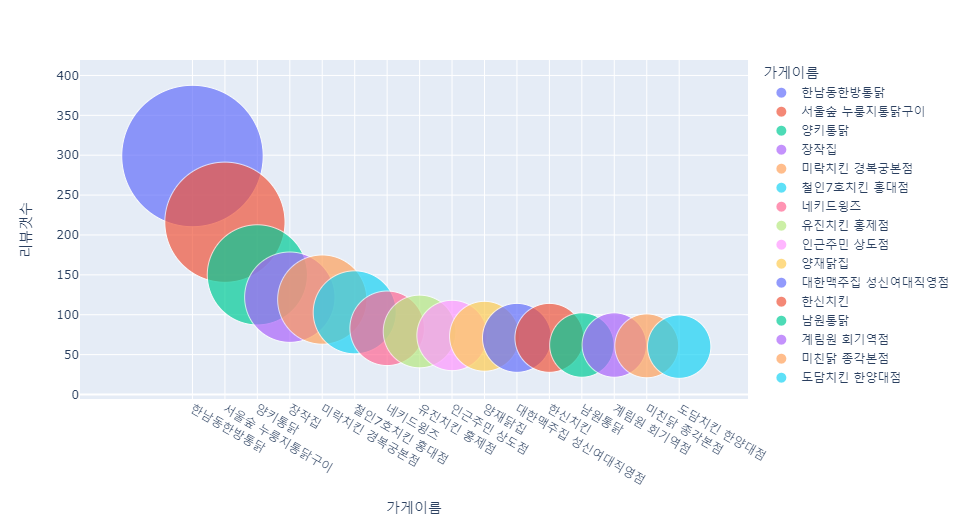 400
350
300
250
200
150
100
50
0
리뷰갯수
한남동한방통닭
서울숲 누룽지통닭구이
양키통닭
장작집
미락치킨 경복궁본점
철인7호치킨 홍대점
네키드윙즈
유진치킨 홍제점
인근주민 상도점
양재닭집
대한맥주집 성신여대직영점
한신치킨
남원통닭
계림원 회기역점
미친닭 종각본점
도담치킨 한양대점
가게이름
가게이름
한남동한방통닭
서울숲 누룽지통닭구이
양키통닭
장작집
미락치킨 경복궁본점
철인7호치킨 홍대점
네키드윙즈
유진치킨 홍제점
인근주민 상도점
양재닭집
대한맥주집 성신여대직영점
한신치킨
남원통닭
계림원 회기역점
미친닭 종각본점
도담치킨 한양대점